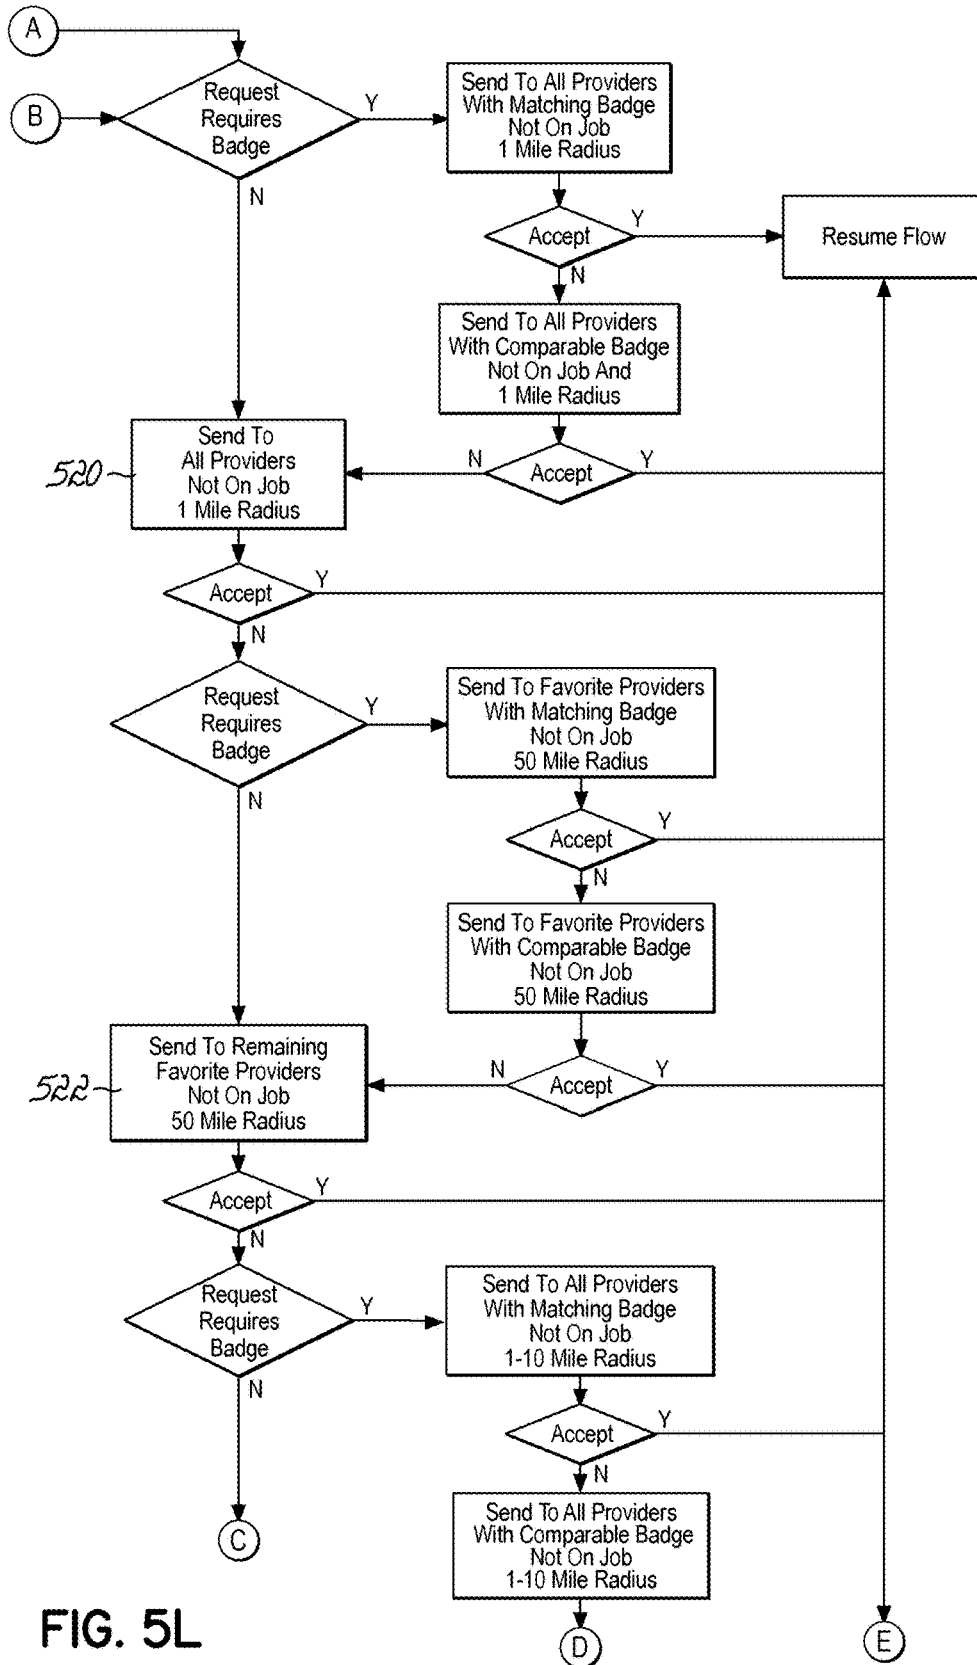 A
B
Request
Requires
Badge
Y
N
Send To All Providers
With Matching Badge
Not On Job
1 Mile Radius
Accept
Y
N
Resume Flow
Send To All Providers
With Comparable Badge
Not On Job And
1 Mile Radius
Accept
N
Y
520
Send To
All Providers
Not On Job
1 Mile Radius
Accept
Y
N
Request
Requires
Badge
Y
N
Send To Favorite Providers
With Matching Badge
Not On Job
50 Mile Radius
Accept
Y
N
Send To Favorite Providers
With Comparable Badge
Not On Job
50 Mile Radius
Accept
N
Y
522
Send To Remaining
Favorite Providers
Not On Job
50 Mile Radius
Accept
Y
N
Request
Requires
Badge
Y
N
Send To All Providers
With Matching Badge
Not On Job
1-10 Mile Radius
Accept
Y
N
Send To All Providers
With Comparable Badge
Not On Job
1-10 Mile Radius
C
D
E
FIG. 5L